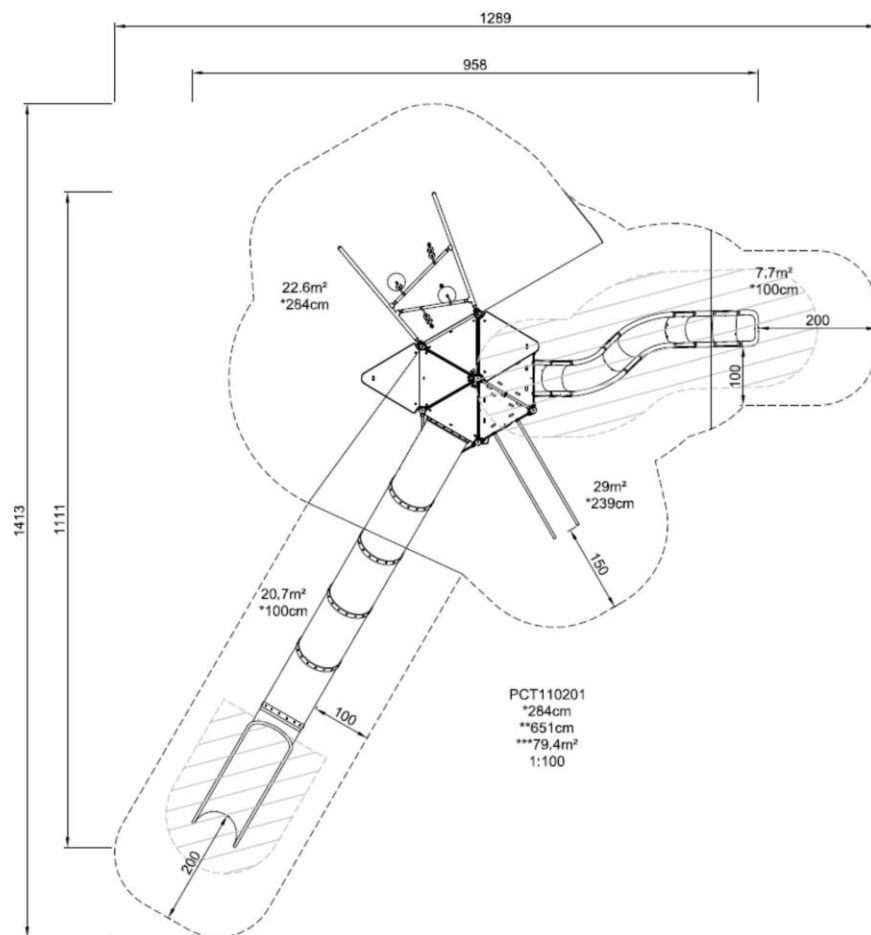 1289
958
22.6m²
*284cm
7,7m²
*100cm
200
100
29m²
*239cm
1413
1111
150
20,7m²
*100cm
100
PCT110201
*284cm
**651cm
***79,4m²
1:100
200